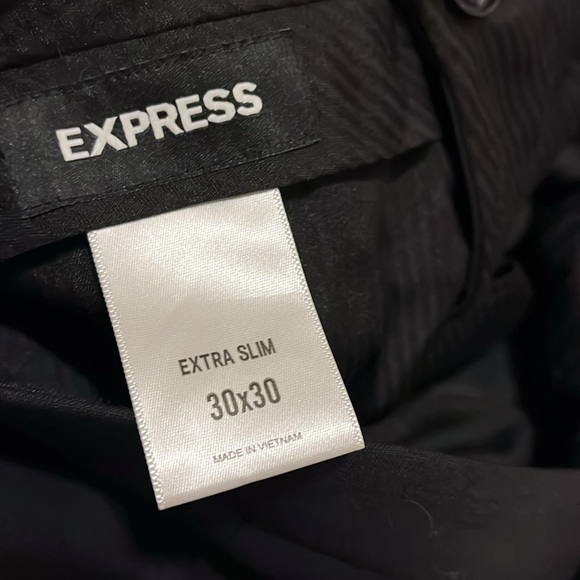 EXPRESS
EXTRA SLIM
30x30
MADE IN VIETNAM